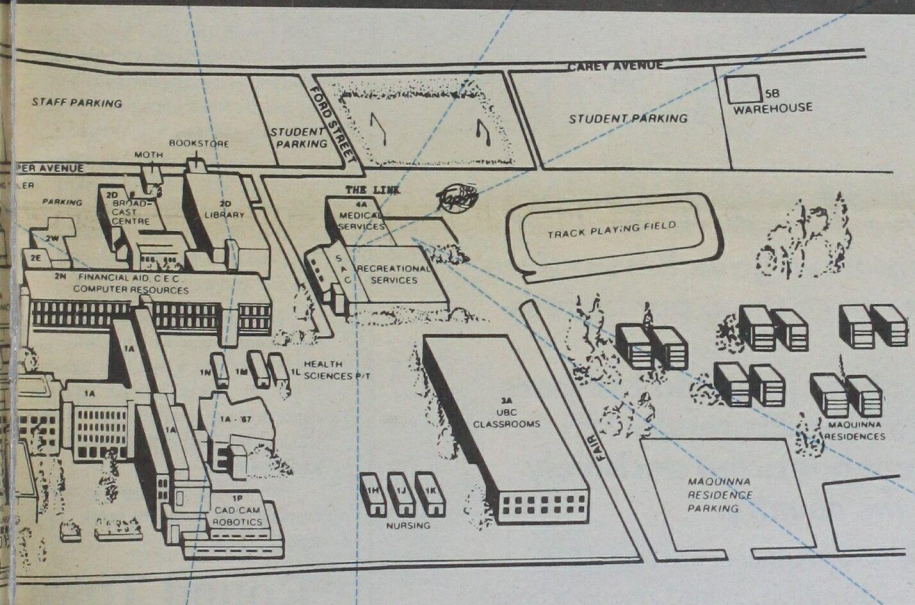 CAREY AVENUE
STAFF PARKING
FORD STREET
STUDENT
PARKING
STUDENT PARKING
5B
WAREHOUSE
BOOKSTORE
MOTH
PER AVENUE
LER
PARKING
2D
BROAD-
CAST
CENTRE
2D
LIBRARY
THE LINK
4A
MEDICAL
SERVICES
Tapor
TRACK PLAYING FIELD
2W
2E
2N FINANCIAL AID, C.E.C.
COMPUTER RESOURCES
S
A
C
RECREATIONAL
SERVICES
1A
1N
1M
1L
HEALTH
SCIENCES P/T
1A
1A
1A - '67
3A
UBC
CLASSROOMS
MAQUINNA
RESIDENCES
FAIR
MAQUINNA
RESIDENCE
PARKING
1H
1J
1K
NURSING
1P
CAD CAM
ROBOTICS